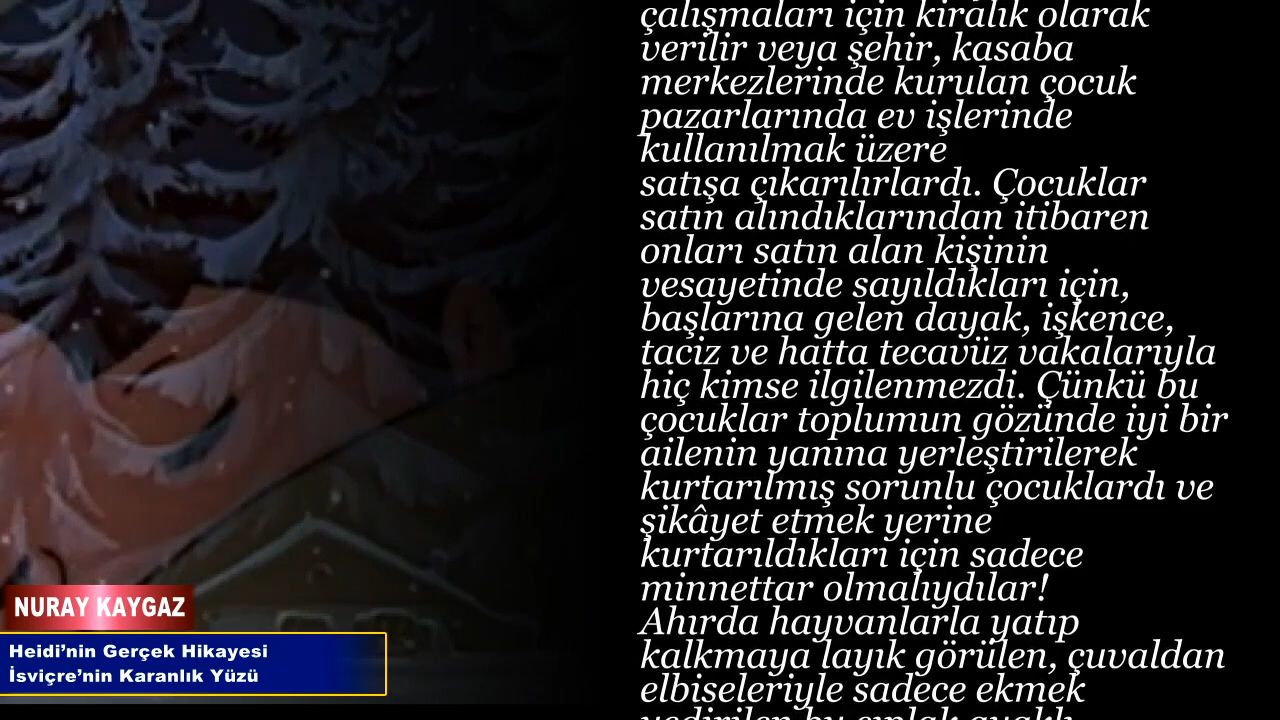 çalışmaları için kiralık olarak
verilir veya şehir, kasaba
merkezlerinde kurulan çocuk
pazarlarında ev işlerinde
kullanılmak üzere
satışa çıkarılırlardı. Çocuklar
satın alındıklarından itibaren
onları satın alan kişinin
vesayetinde sayıldıkları için,
başlarına gelen dayak, işkence,
taciz ve hatta tecavüz vakalarıyla
hiç kimse ilgilenmezdi. Çünkü bu
çocuklar toplumun gözünde iyi bir
ailenin yanına yerleştirilerek
kurtarılmış sorunlu çocuklardı ve
şikâyet etmek yerine
kurtarıldıkları için sadece
minnettar olmalıydılar!
Ahırda hayvanlarla yatıp
kalkmaya layık görülen, çuvaldan
elbiseleriyle sadece ekmek
yedirilen bu çıplak ayaklı
NURAY KAYGAZ
Heidi’nin Gerçek Hikayesi
İsviçre’nin Karanlık Yüzü